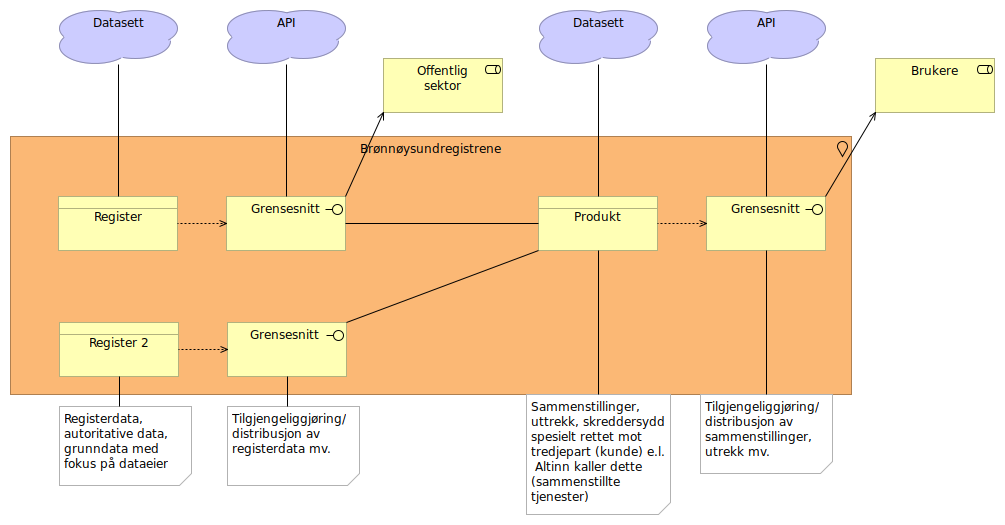 Datasett
API
Datasett
API
Offentlig
sektor
Brukere
Brønnøysundregistrene
Register
Grensesnitt
Produkt
Grensesnitt
Register 2
Grensesnitt
Registerdata,
autoritative data,
grunndata med
fokus på dataeier
Tilgjengeliggjøring/
distribusjon av
registerdata mv.
Sammenstillinger,
uttrekk, skreddersydd
spesielt rettet mot
tredjepart (kunde) e.l.
Altinn kaller dette
(sammenstillte
tjenester)
Tilgjengeliggjøring/
distribusjon av
sammenstillinger,
utrekk mv.